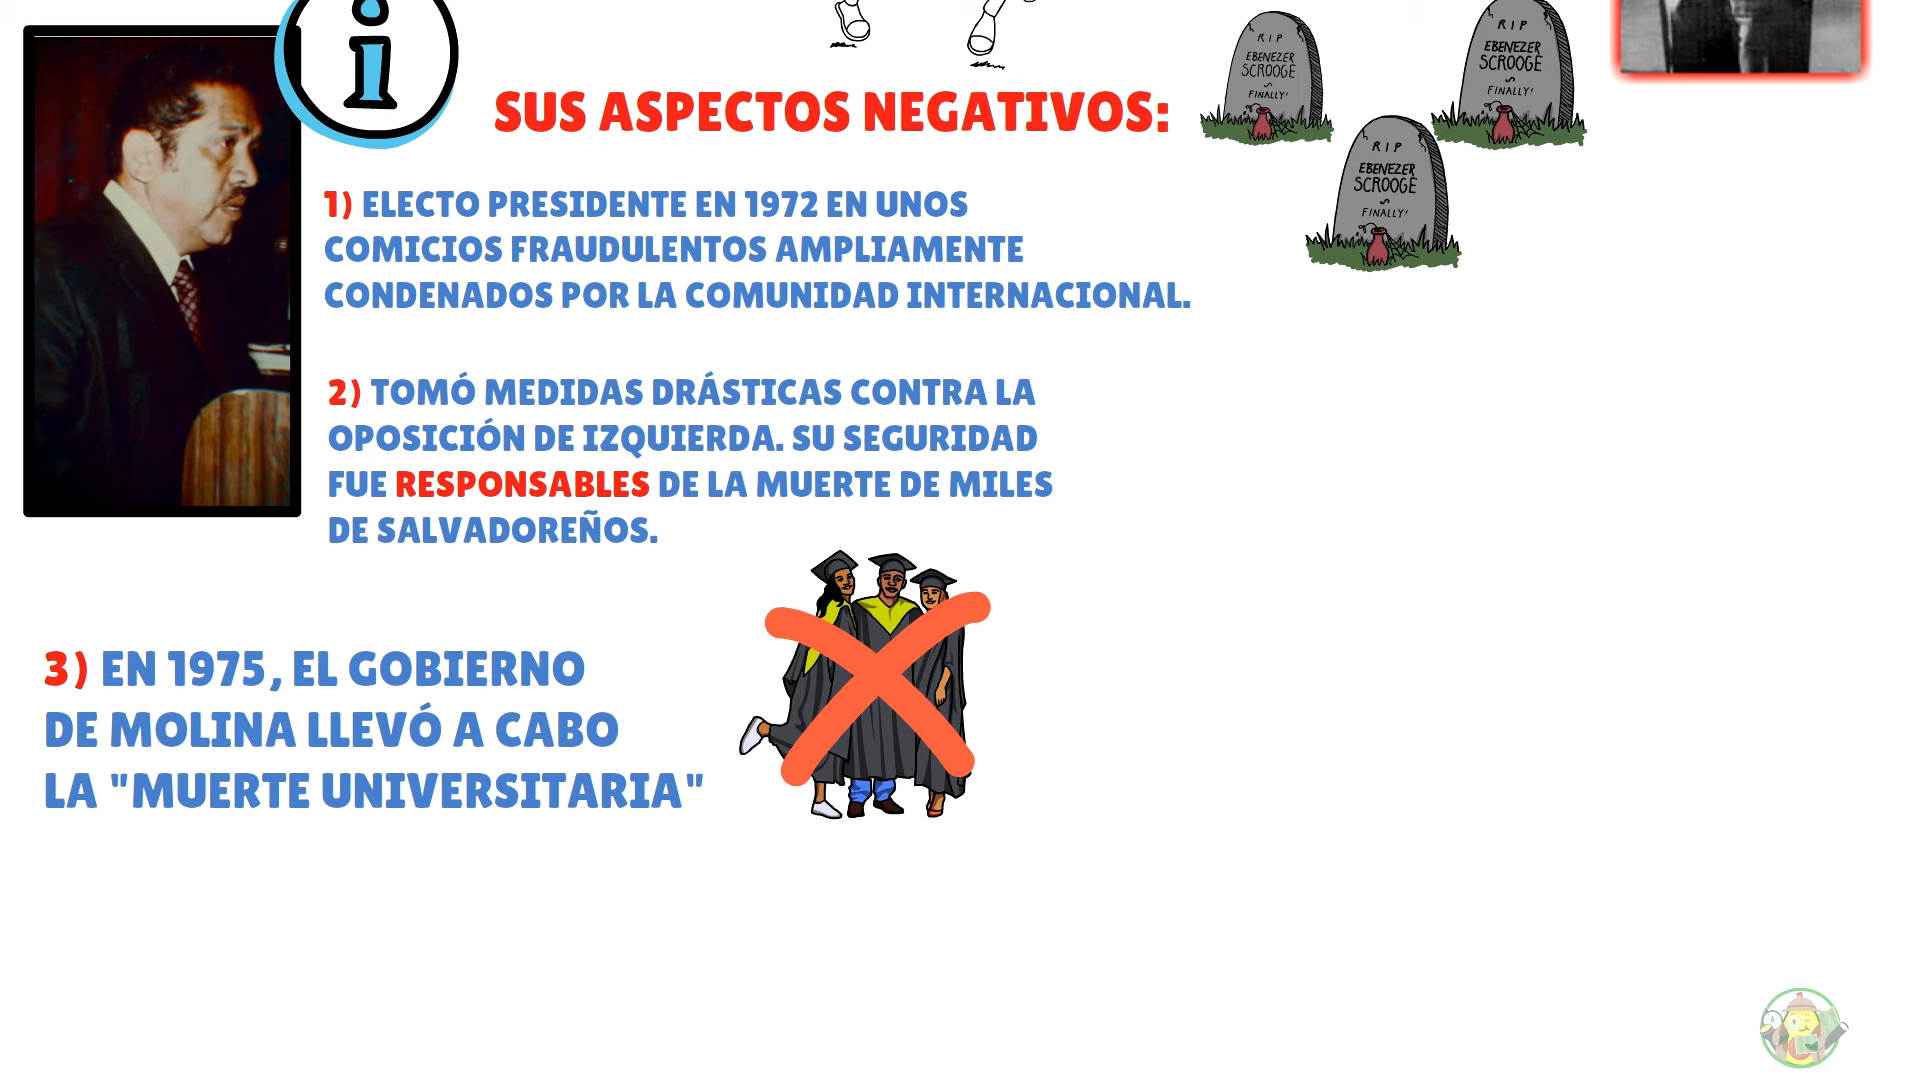 SUS ASPECTOS NEGATIVOS:
RIP
EBENEZER
SCROOGE
FINALLY'
RIP
EBENEZER
SCROOGE
FINALLY'
RIP
EBENEZER
SCROOGE
FINALLY'
1) ELECTO PRESIDENTE EN 1972 EN UNOS
COMICIOS FRAUDULENTOS AMPLIAMENTE
CONDENADOS POR LA COMUNIDAD INTERNACIONAL.
2) TOMÓ MEDIDAS DRÁSTICAS CONTRA LA
OPOSICIÓN DE IZQUIERDA. SU SEGURIDAD
FUE RESPONSABLES DE LA MUERTE DE MILES
DE SALVADOREÑOS.
3) EN 1975, EL GOBIERNO
DE MOLINA LLEVÓ A CABO
LA "MUERTE UNIVERSITARIA"